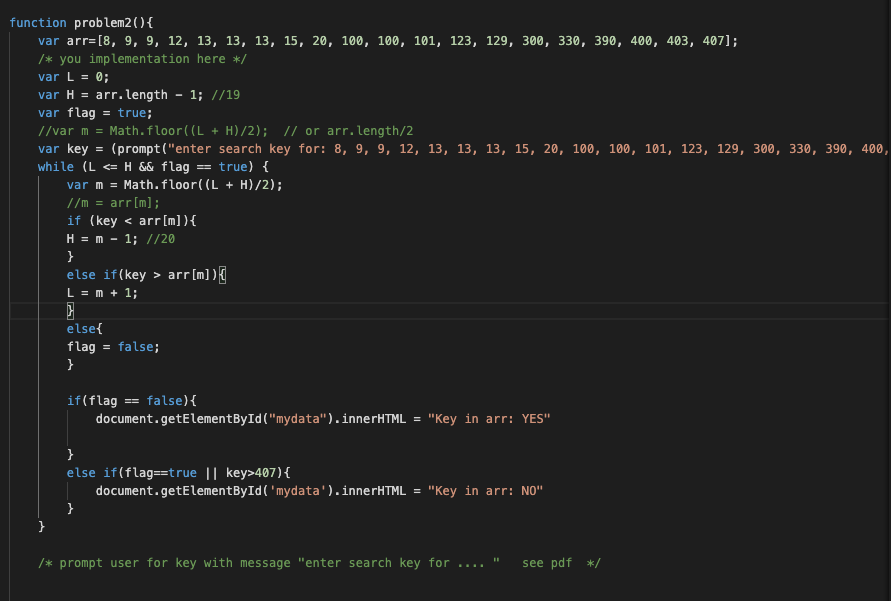 function problem2(){
var arr=[8, 9, 9, 12, 13, 13, 13, 15, 20, 100, 100, 101, 123, 129, 300, 330, 390, 400, 403, 407];
/* you implementation here */
var L = 0;
var H = arr.length - 1; //19
var flag = true;
//var m = Math.floor((L + H)/2);  // or arr.length/2
var key = (prompt("enter search key for: 8, 9, 9, 12, 13, 13, 13, 15, 20, 100, 100, 101, 123, 129, 300, 330, 390, 400,
while (L <= H && flag == true) {
var m = Math.floor((L + H)/2);
//m = arr[m];
if (key < arr[m]){
H = m - 1; //20
}
else if(key > arr[m]){
L = m + 1;
}
else{
flag = false;
}
if(flag == false){
document.getElementById("mydata").innerHTML = "Key in arr: YES"
}
else if(flag==true || key>407){
document.getElementById('mydata').innerHTML = "Key in arr: NO"
}
}
/* prompt user for key with message "enter search key for .... "   see pdf  */